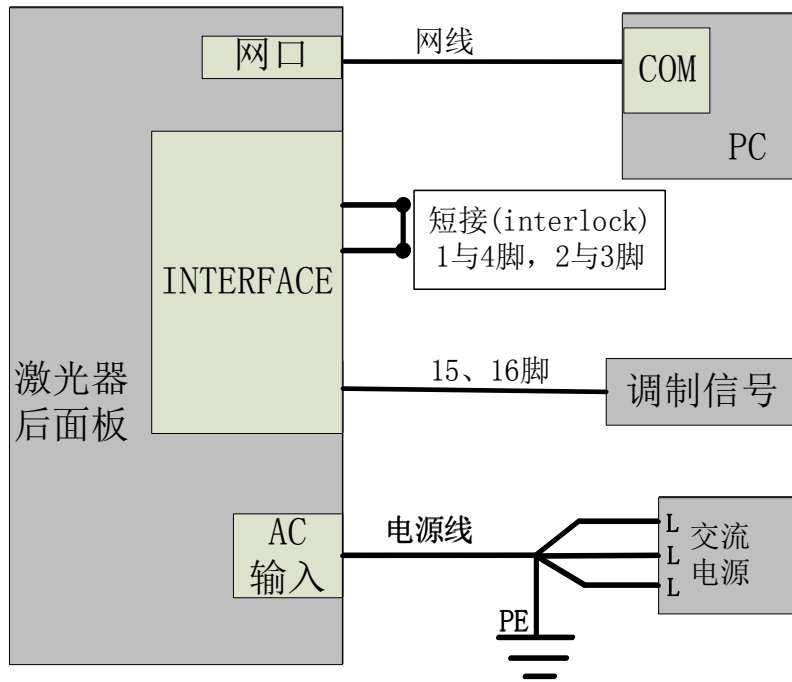 网口
网线
COM
PC
短接(interlock)
1与4脚，2与3脚
INTERFACE
15、16脚
调制信号
激光器
后面板
AC
输入
电源线
L
L
L
交流
电源
PE